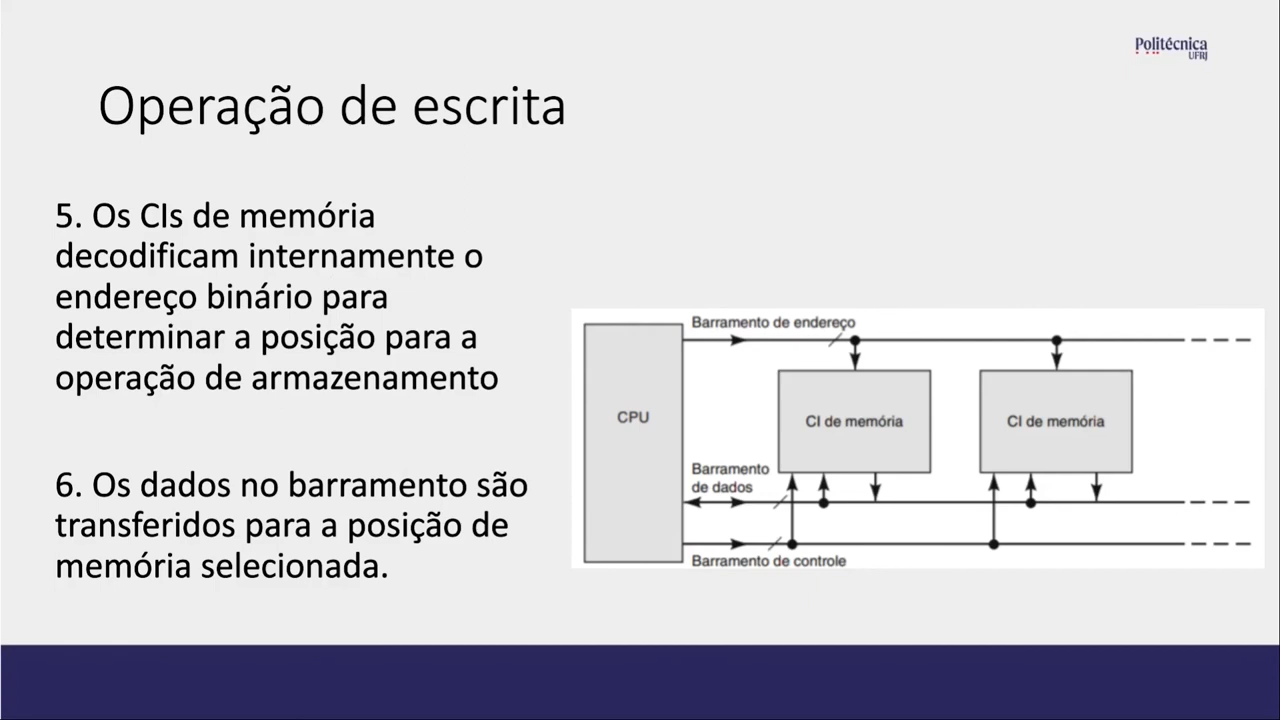 Politécnica
UFRJ
Operação de escrita
5. Os CIs de memória
decodificam internamente o
endereço binário para
determinar a posição para a
operação de armazenamento
6. Os dados no barramento são
transferidos para a posição de
memória selecionada.
Barramento de endereço
CPU
CI de memória
CI de memória
Barramento
de dados
Barramento de controle